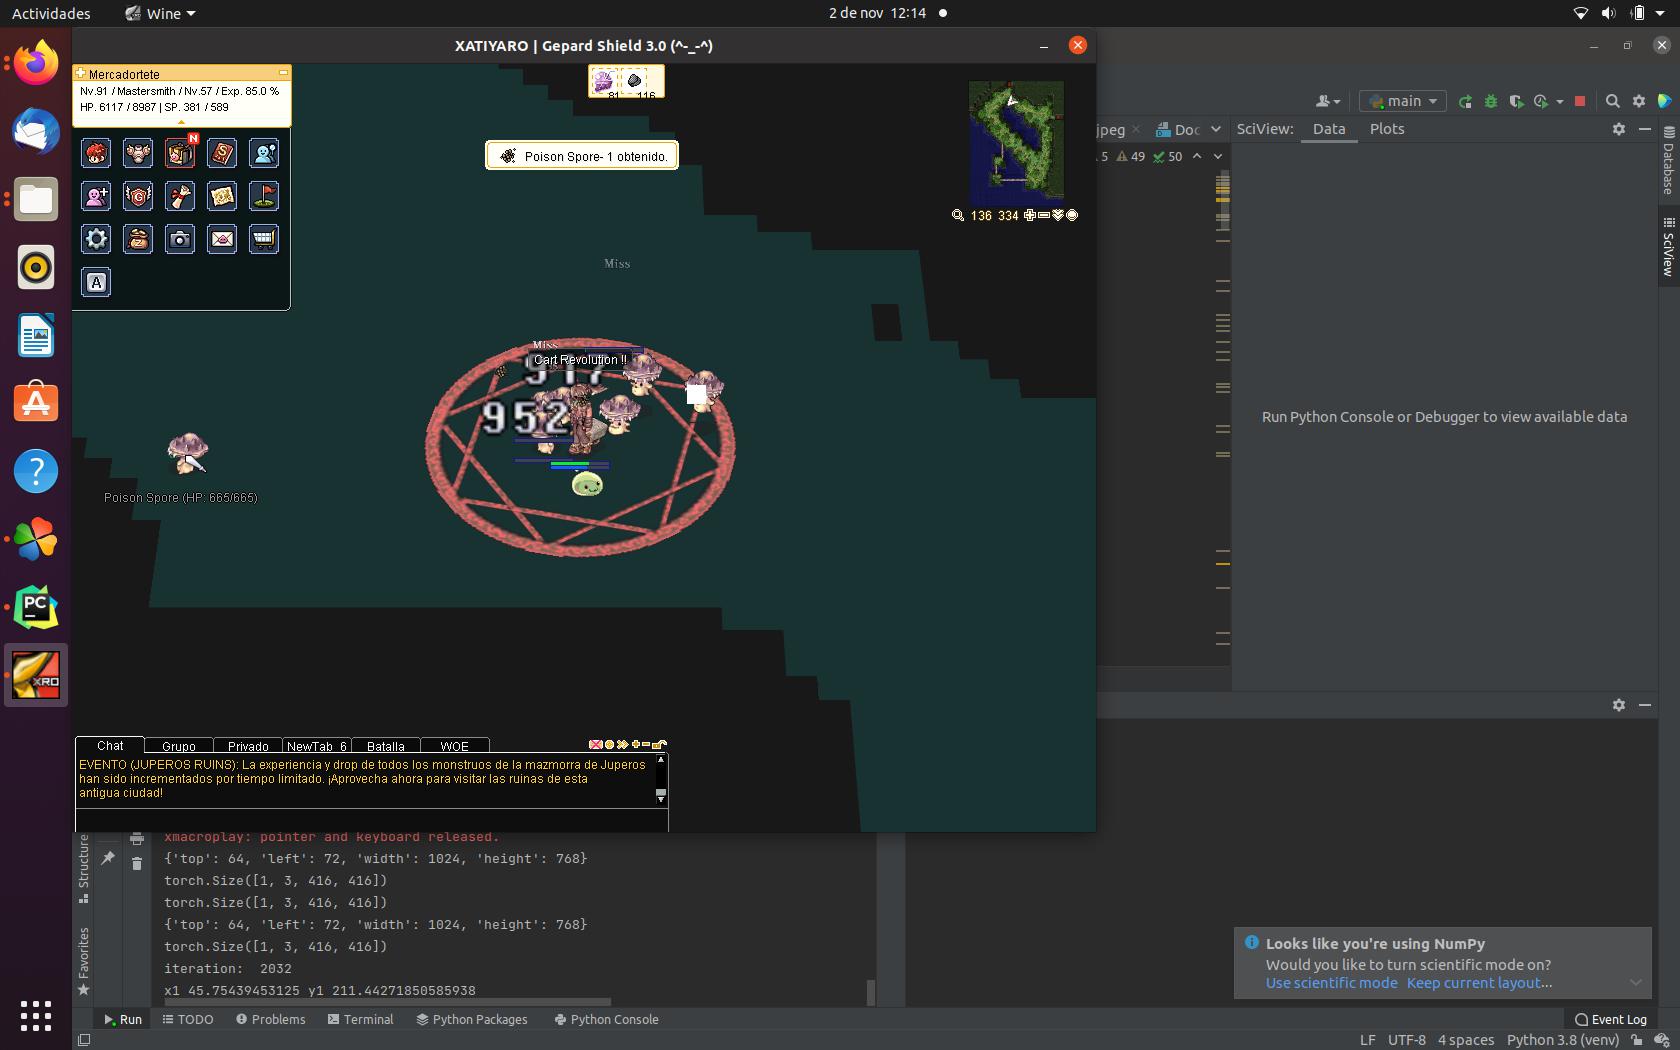 Actividades
Wine
2 de nov 12:14
XATIYARO | Gepard Shield 3.0 (^-_-^)
Mercadortete
Nv.91 / Mastersmith / Nv.57 / Exp. 85.0 %
HP. 6117 / 8987 | SP. 381 / 589
N
G
A
81
116
Poison Spore- 1 obtenido.
136 334
Miss
Miss
Cart Revolution !!
917
952
Poison Spore (HP: 665/665)
Chat
Grupo
Privado
NewTab_6
Batalla
WOE
EVENTO (JUPEROS RUINS): La experiencia y drop de todos los monstruos de la mazmorra de Juperos
han sido incrementados por tiempo limitado. ¡Aprovecha ahora para visitar las ruinas de esta
antigua ciudad!
main
jpeg
Doc
SciView:
Data
Plots
5
49
50
Database
SciView
Run Python Console or Debugger to view available data
PC
XRO
xmacroplay: pointer and keyboard released.
{'top': 64, 'left': 72, 'width': 1024, 'height': 768}
torch.Size([1, 3, 416, 416])
torch.Size([1, 3, 416, 416])
{'top': 64, 'left': 72, 'width': 1024, 'height': 768}
torch.Size([1, 3, 416, 416])
iteration:  2032
x1 45.75439453125 y1 211.44271850585938
Structure
Favorites
Looks like you're using NumPy
Would you like to turn scientific mode on?
Use scientific mode
Keep current layout...
Run
TODO
Problems
Terminal
Python Packages
Python Console
Event Log
LF
UTF-8
4 spaces
Python 3.8 (venv)